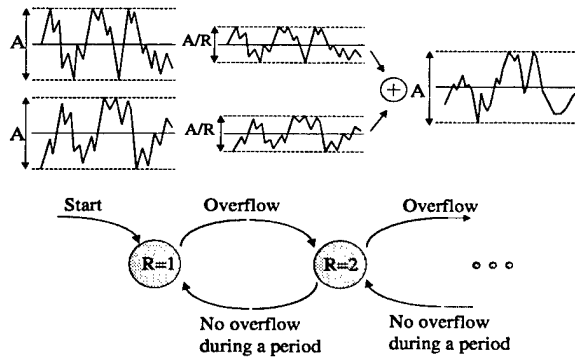 A
A/R
A
A/R
+
A
Start
Overflow
Overflow
R=1
R=2
No overflow
during a period
No overflow
during a period